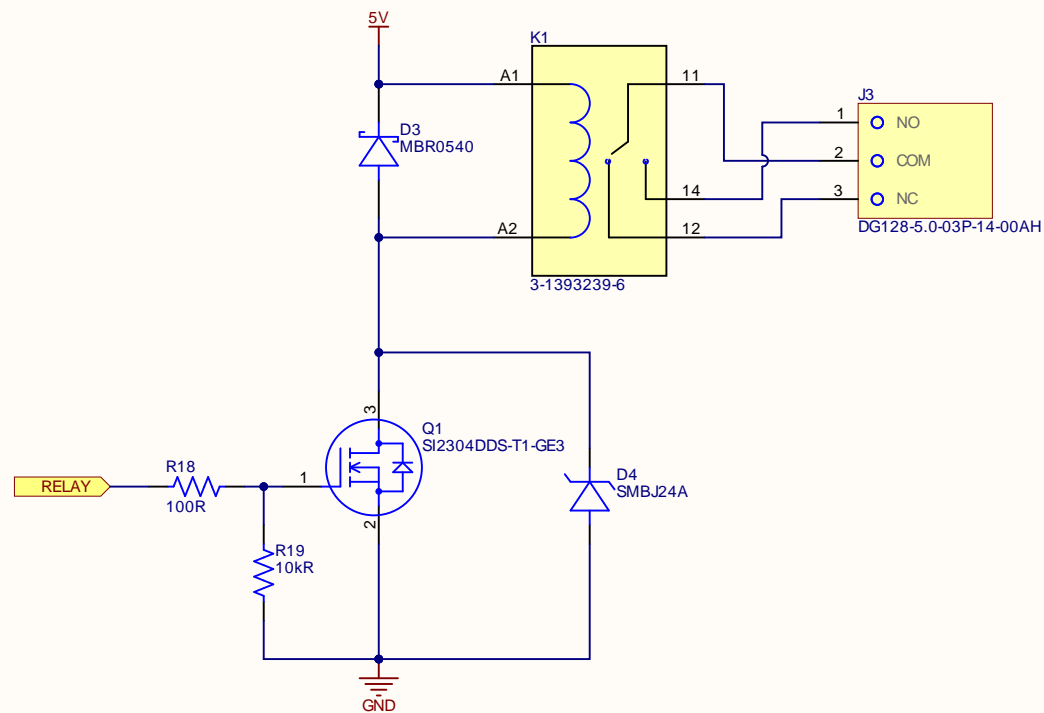 5V
K1
A1
11
J3
1
NO
D3
MBR0540
2
COM
14
3
NC
A2
12
DG128-5.0-03P-14-00AH
3-1393239-6
3
Q1
SI2304DDS-T1-GE3
R18
1
RELAY
100R
D4
SMBJ24A
2
R19
10kR
GND